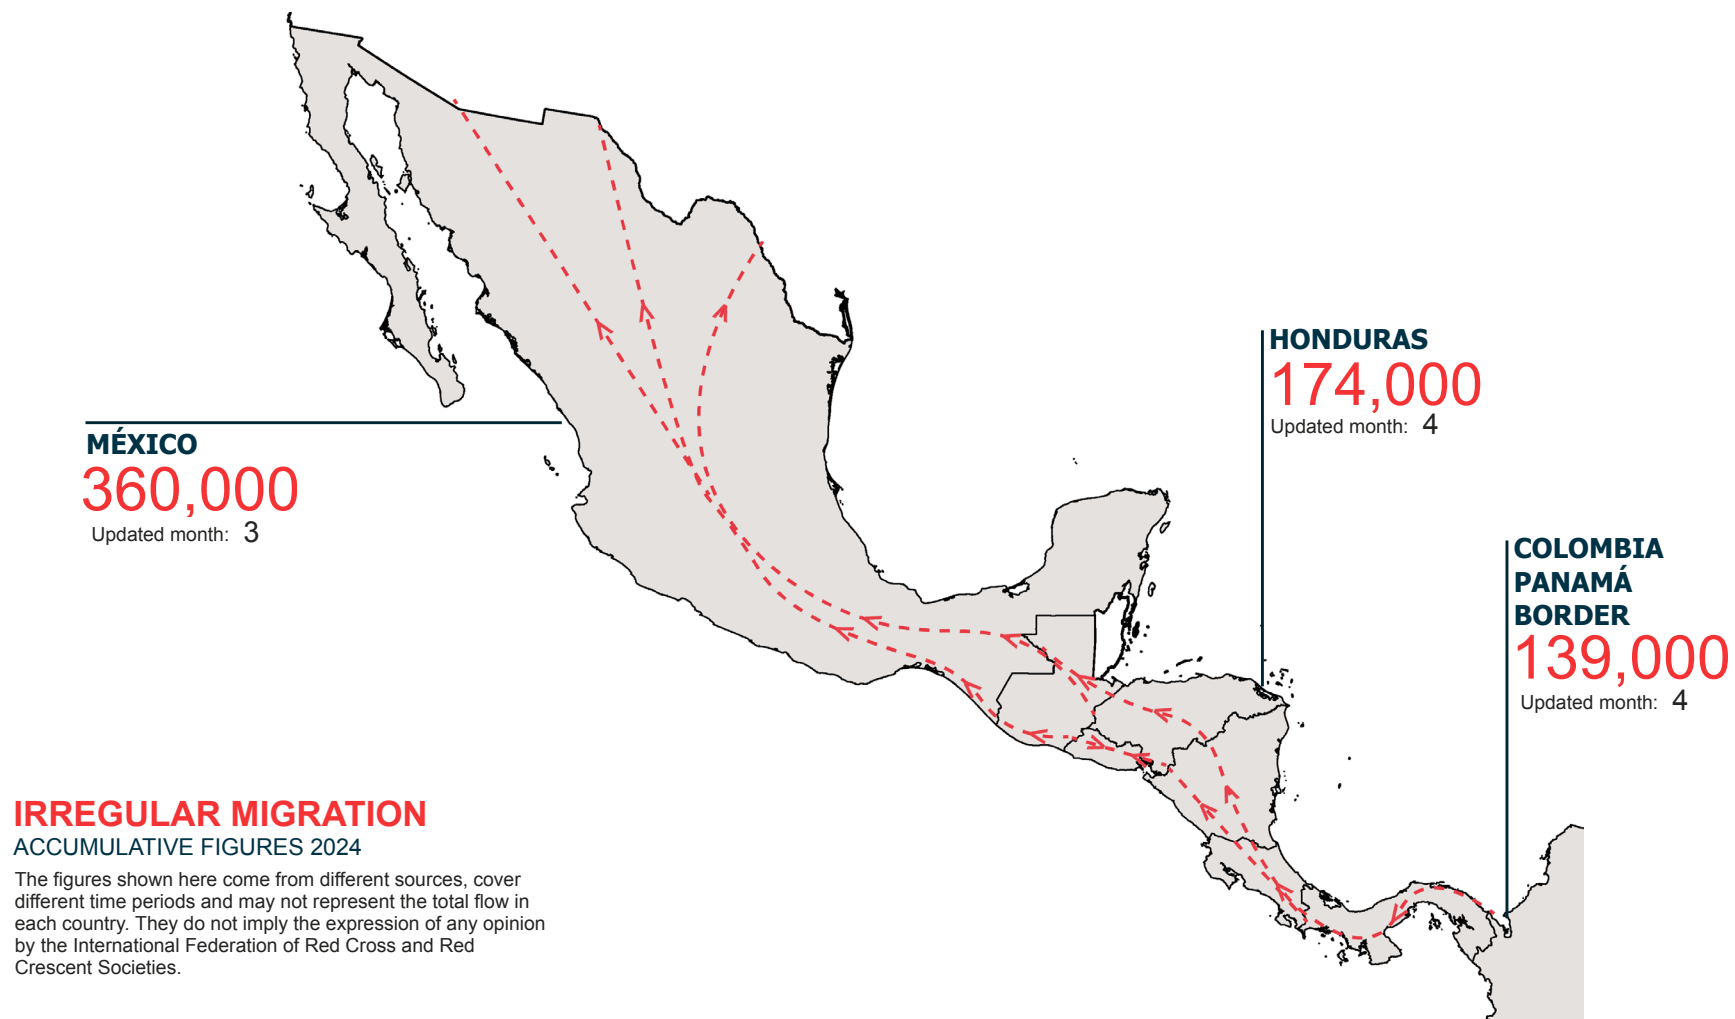 HONDURAS
174,000
Updated month: 4
MÉXICO
360,000
Updated month: 3
COLOMBIA
PANAMÁ
BORDER
139,000
Updated month: 4
IRREGULAR MIGRATION
ACCUMULATIVE FIGURES 2024
The figures shown here come from different sources, cover
different time periods and may not represent the total flow in
each country. They do not imply the expression of any opinion
by the International Federation of Red Cross and Red
Crescent Societies.